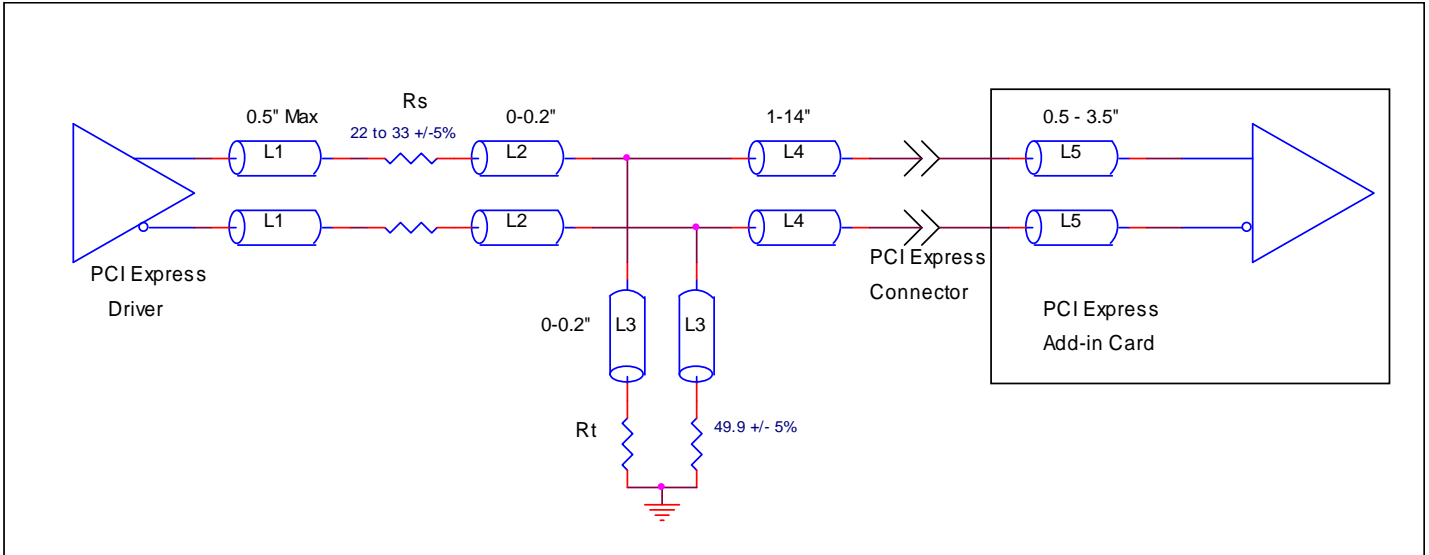 Rs
0.5" Max
22 to 33 +/-5%
0-0.2"
1-14"
0.5 - 3.5"
L1
L2
L4
L5
L1
L2
L4
L5
PCI Express
Driver
PCI Express
Connector
0-0.2"
L3
L3
PCI Express
Add-in Card
Rt
49.9 +/- 5%